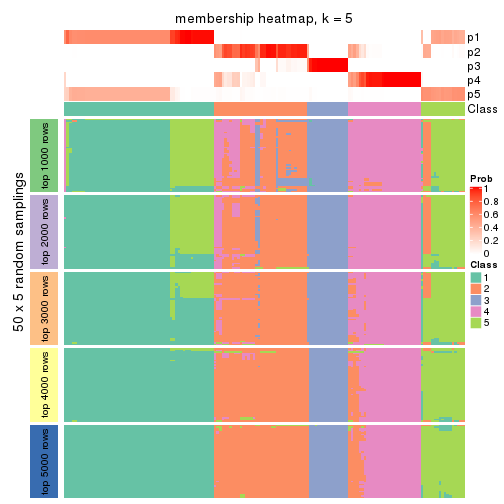 membership heatmap, k = 5
p1
p2
p3
p4
p5
Class
50 x 5 random samplings
top 1000 rows
top 2000 rows
top 3000 rows
top 4000 rows
top 5000 rows
Prob
1
0.8
0.6
0.4
0.2
0
Class
1
2
3
4
5